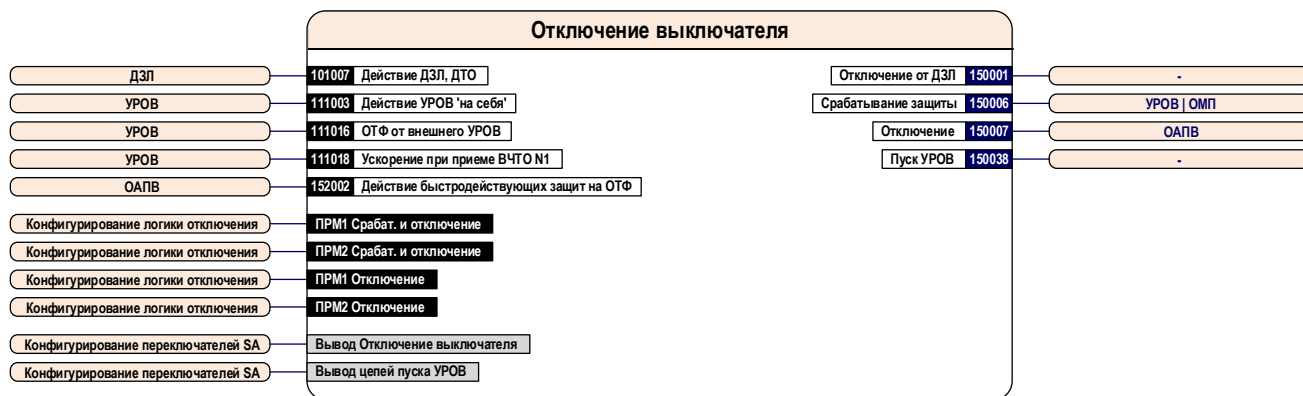 Отключение выключателя
ДЗЛ 101007 Действие ДЗЛ, ДТО Отключение от ДЗЛ 150001 -
УРОВ 111003 Действие УРОВ 'на себя' Срабатывание защиты 150006 УРОВ | ОМП
УРОВ 111016 ОТФ от внешнего УРОВ Отключение 150007 ОАПВ
УРОВ 111018 Ускорение при приеме ВЧТО N1 Пуск УРОВ 150038 -
ОАПВ 152002 Действие быстродействующих защит на ОТФ
Конфигурирование логики отключения ПРМ1 Срабат. и отключение
Конфигурирование логики отключения ПРМ2 Срабат. и отключение
Конфигурирование логики отключения ПРМ1 Отключение
Конфигурирование логики отключения ПРМ2 Отключение
Конфигурирование переключателей SA Вывод Отключение выключателя
Конфигурирование переключателей SA Вывод цепей пуска УРОВ